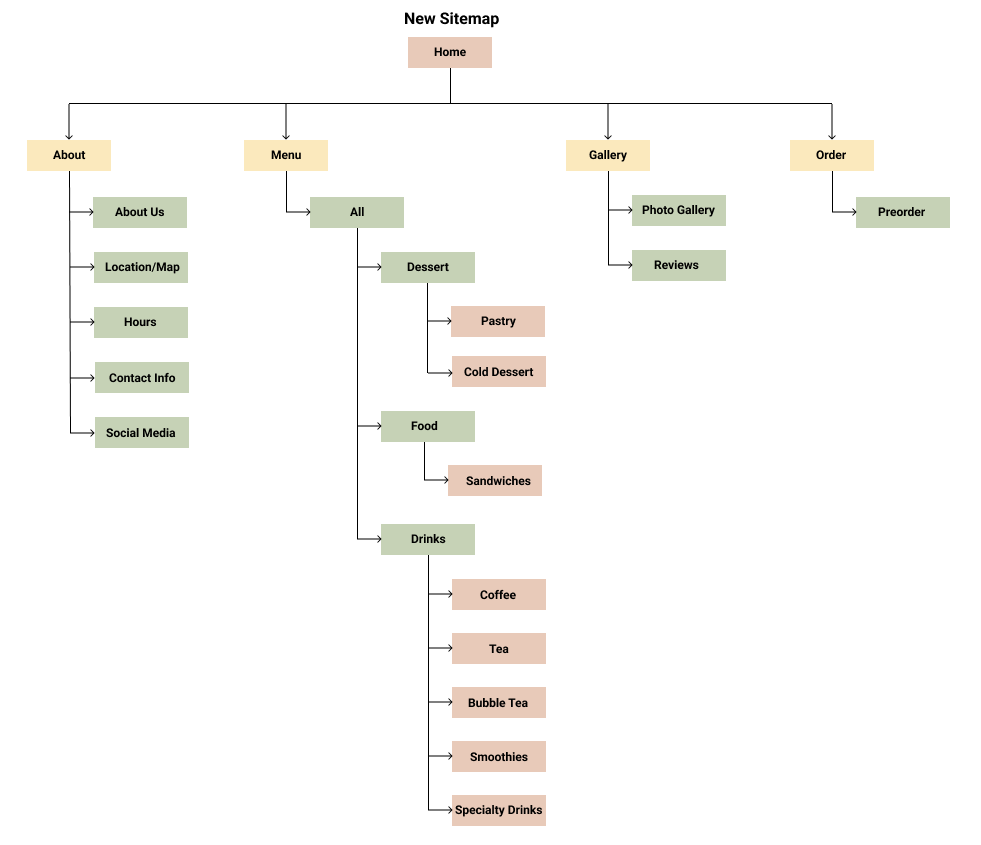 New Sitemap
Home
About
Menu
Gallery
Order
About Us
Location/Map
Hours
Contact Info
Social Media
All
Dessert
Pastry
Cold Dessert
Food
Sandwiches
Drinks
Coffee
Tea
Bubble Tea
Smoothies
Specialty Drinks
Photo Gallery
Reviews
Preorder